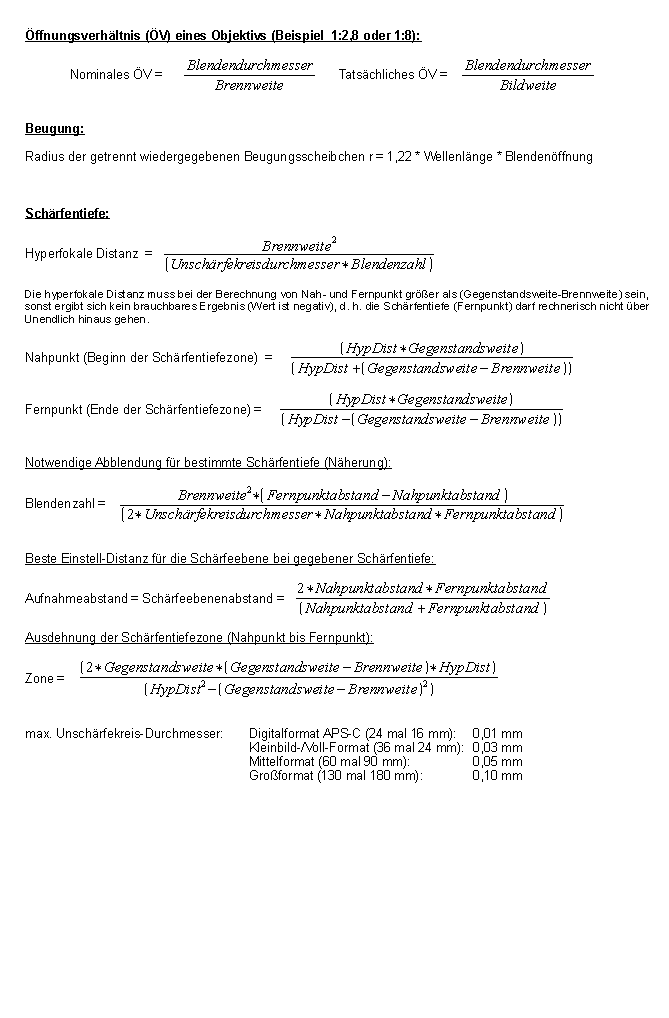 Öffnungsverhältnis (ÖV) eines Objektivs (Beispiel 1:2,8 oder 1:8):
Nominales ÖV = Blendendurchmesser / Brennweite Tatsächliches ÖV = Blendendurchmesser / Bildweite
Beugung:
Radius der getrennt wiedergegebenen Beugungsscheibchen r = 1,22 * Wellenlänge * Blendenöffnung
Schärfentiefe:
Hyperfokale Distanz = Brennweite² / (Unschärfekreisdurchmesser * Blendenzahl)
Die hyperfokale Distanz muss bei der Berechnung von Nah- und Fernpunkt größer als (Gegenstandsweite-Brennweite) sein,
sonst ergibt sich kein brauchbares Ergebnis (Wert ist negativ), d. h. die Schärfentiefe (Fernpunkt) darf rechnerisch nicht über
Unendlich hinaus gehen.
Nahpunkt (Beginn der Schärfentiefezone) = (HypDist * Gegenstandsweite) / (HypDist + (Gegenstandsweite − Brennweite))
Fernpunkt (Ende der Schärfentiefezone) = (HypDist * Gegenstandsweite) / (HypDist − (Gegenstandsweite − Brennweite))
Notwendige Abblendung für bestimmte Schärfentiefe (Näherung):
Blendenzahl = Brennweite² * (Fernpunktabstand − Nahpunktabstand) / (2 * Unschärfekreisdurchmesser * Nahpunktabstand * Fernpunktabstand)
Beste Einstell-Distanz für die Schärfeebene bei gegebener Schärfentiefe:
Aufnahmeabstand = Schärfeebenenabstand = 2 * Nahpunktabstand * Fernpunktabstand / (Nahpunktabstand + Fernpunktabstand)
Ausdehnung der Schärfentiefezone (Nahpunkt bis Fernpunkt):
Zone = (2 * Gegenstandsweite * (Gegenstandsweite − Brennweite) * HypDist) / (HypDist² − (Gegenstandsweite − Brennweite)²)
max. Unschärfekreis-Durchmesser: Digitalformat APS-C (24 mal 16 mm): 0,01 mm
Kleinbild-/Voll-Format (36 mal 24 mm): 0,03 mm
Mittelformat (60 mal 90 mm): 0,05 mm
Großformat (130 mal 180 mm): 0,10 mm